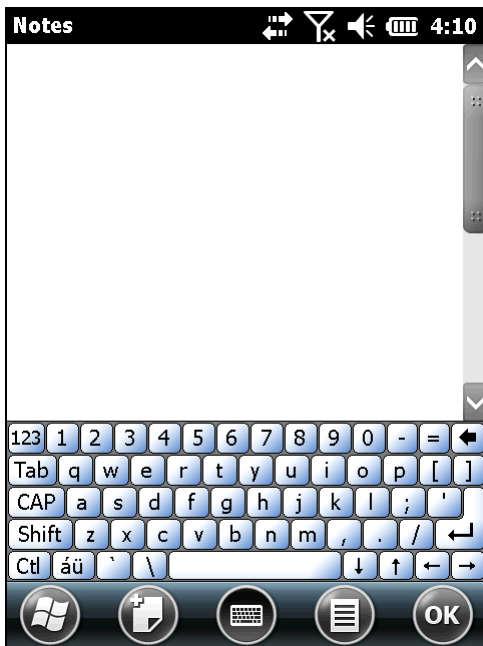 Notes 4:10
123 1 2 3 4 5 6 7 8 9 0 - =
Tab q w e r t y u i o p [ ]
CAP a s d f g h j k l ; '
Shift z x c v b n m , . /
Ctl áü ` \ ↓ ↑ ← →
OK